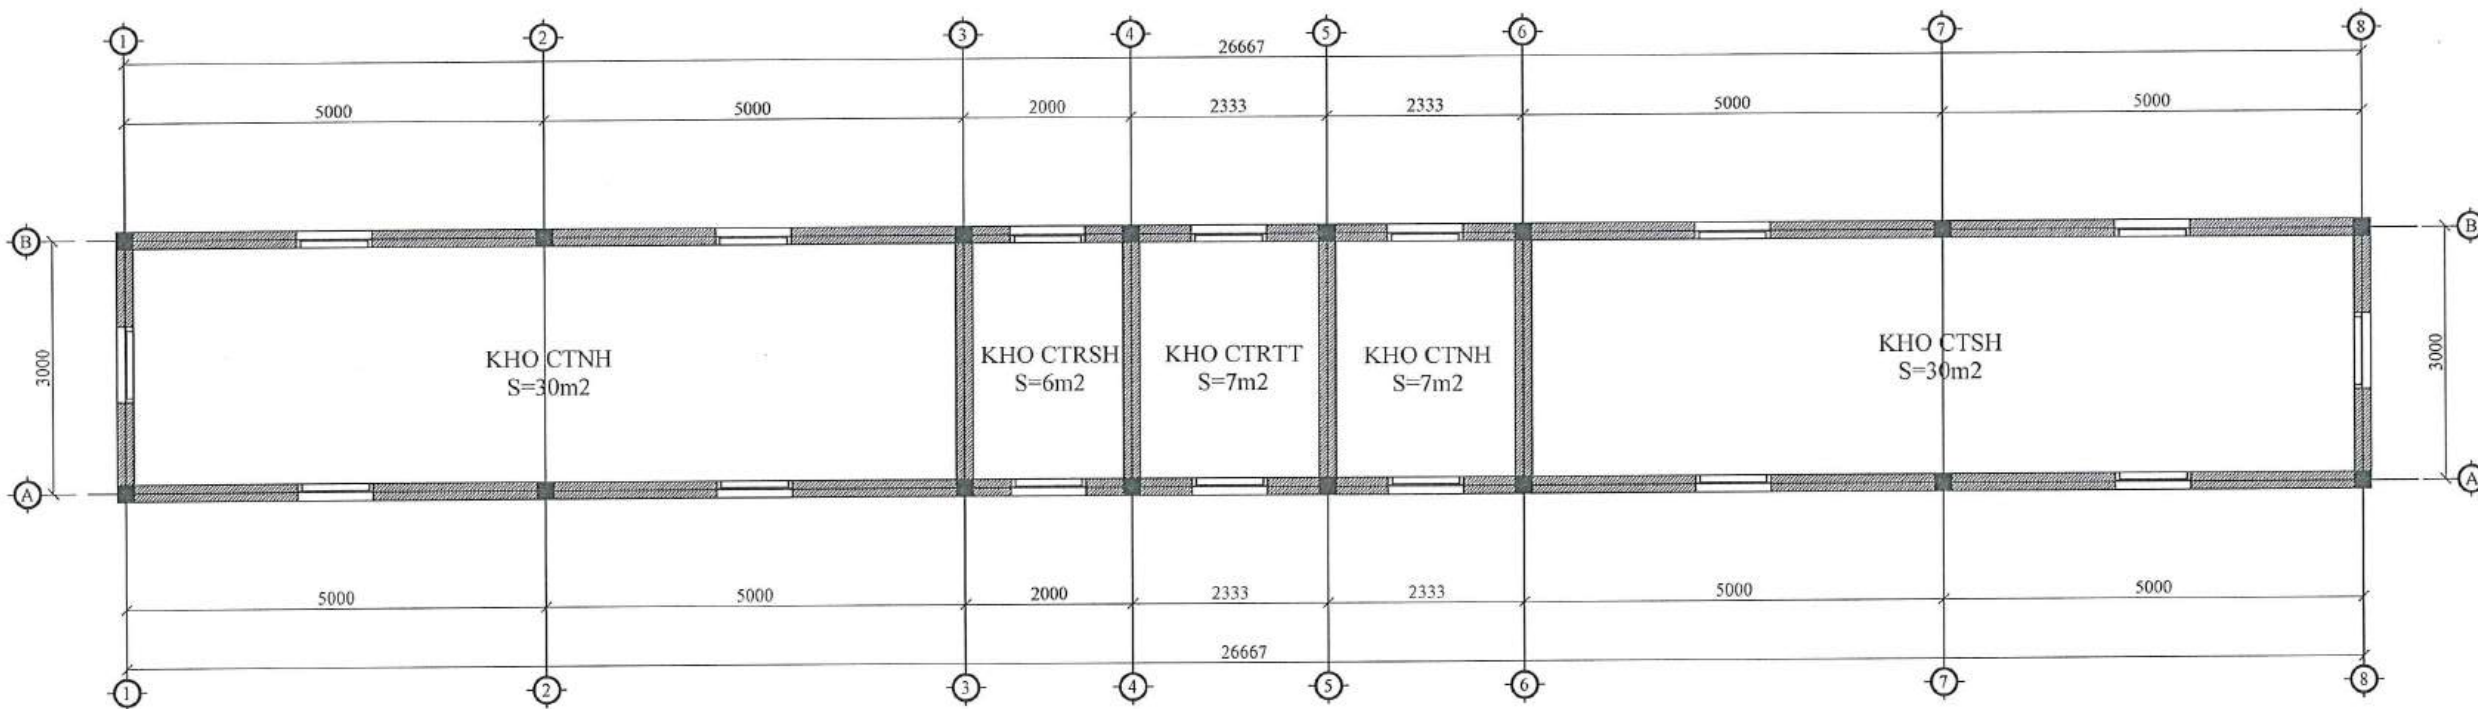 1 2 3 4 5 6 7 8
26667
5000 5000 2000 2333 2333 5000 5000
B B
3000 3000
KHO CTNH
S=30m2
KHO CTRSH
S=6m2
KHO CTRTT
S=7m2
KHO CTNH
S=7m2
KHO CTSH
S=30m2
A A
5000 5000 2000 2333 2333 5000 5000
26667
1 2 3 4 5 6 7 8